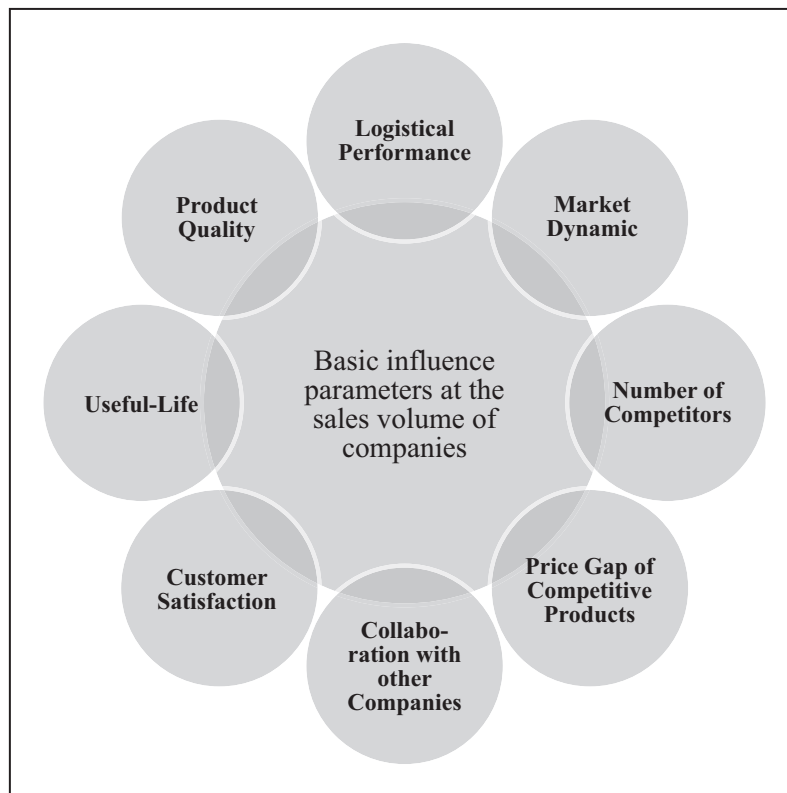 Logistical
Performance
Market
Dynamic
Number of
Competitors
Price Gap of
Competitive
Products
Collabo-
ration with
other
Companies
Customer
Satisfaction
Useful-Life
Product
Quality
Basic influence
parameters at the
sales volume of
companies